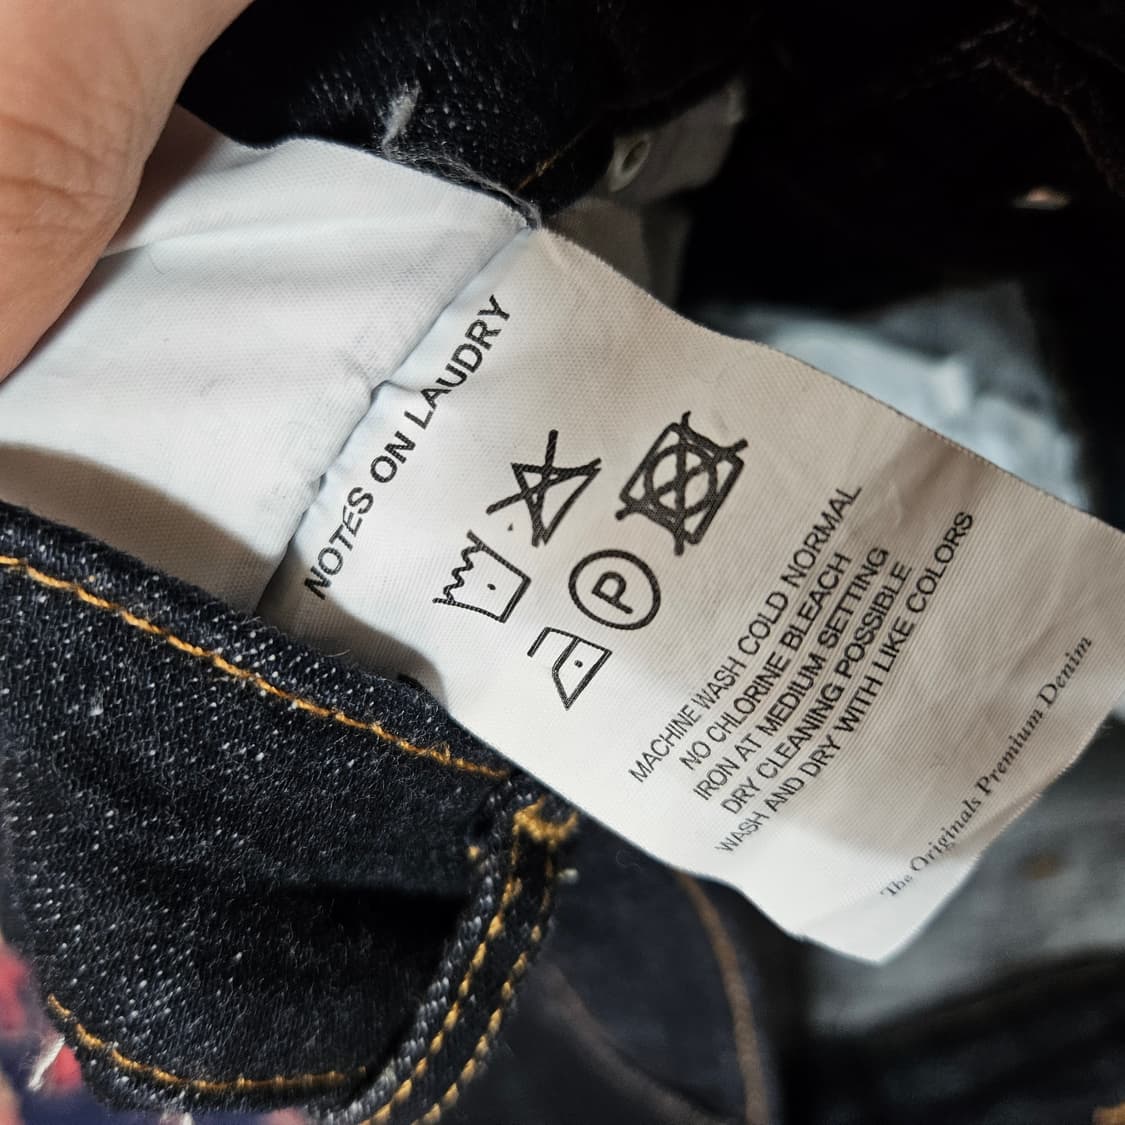 NOTES ON LAUDRY
P
MACHINE WASH COLD NORMAL
NO CHLORINE BLEACH
IRON AT MEDIUM SETTING
DRY CLEANING POSSIBLE
WASH AND DRY WITH LIKE COLORS
The Originals Premium Denim